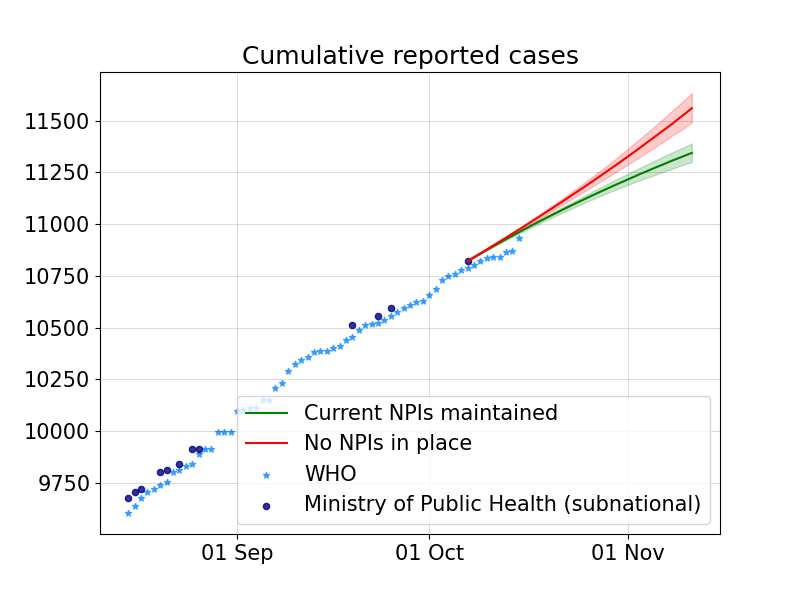 Cumulative reported cases
11500
11250
11000
10750
10500
10250
10000
9750
Current NPIs maintained
No NPIs in place
WHO
Ministry of Public Health (subnational)
01 Sep
01 Oct
01 Nov